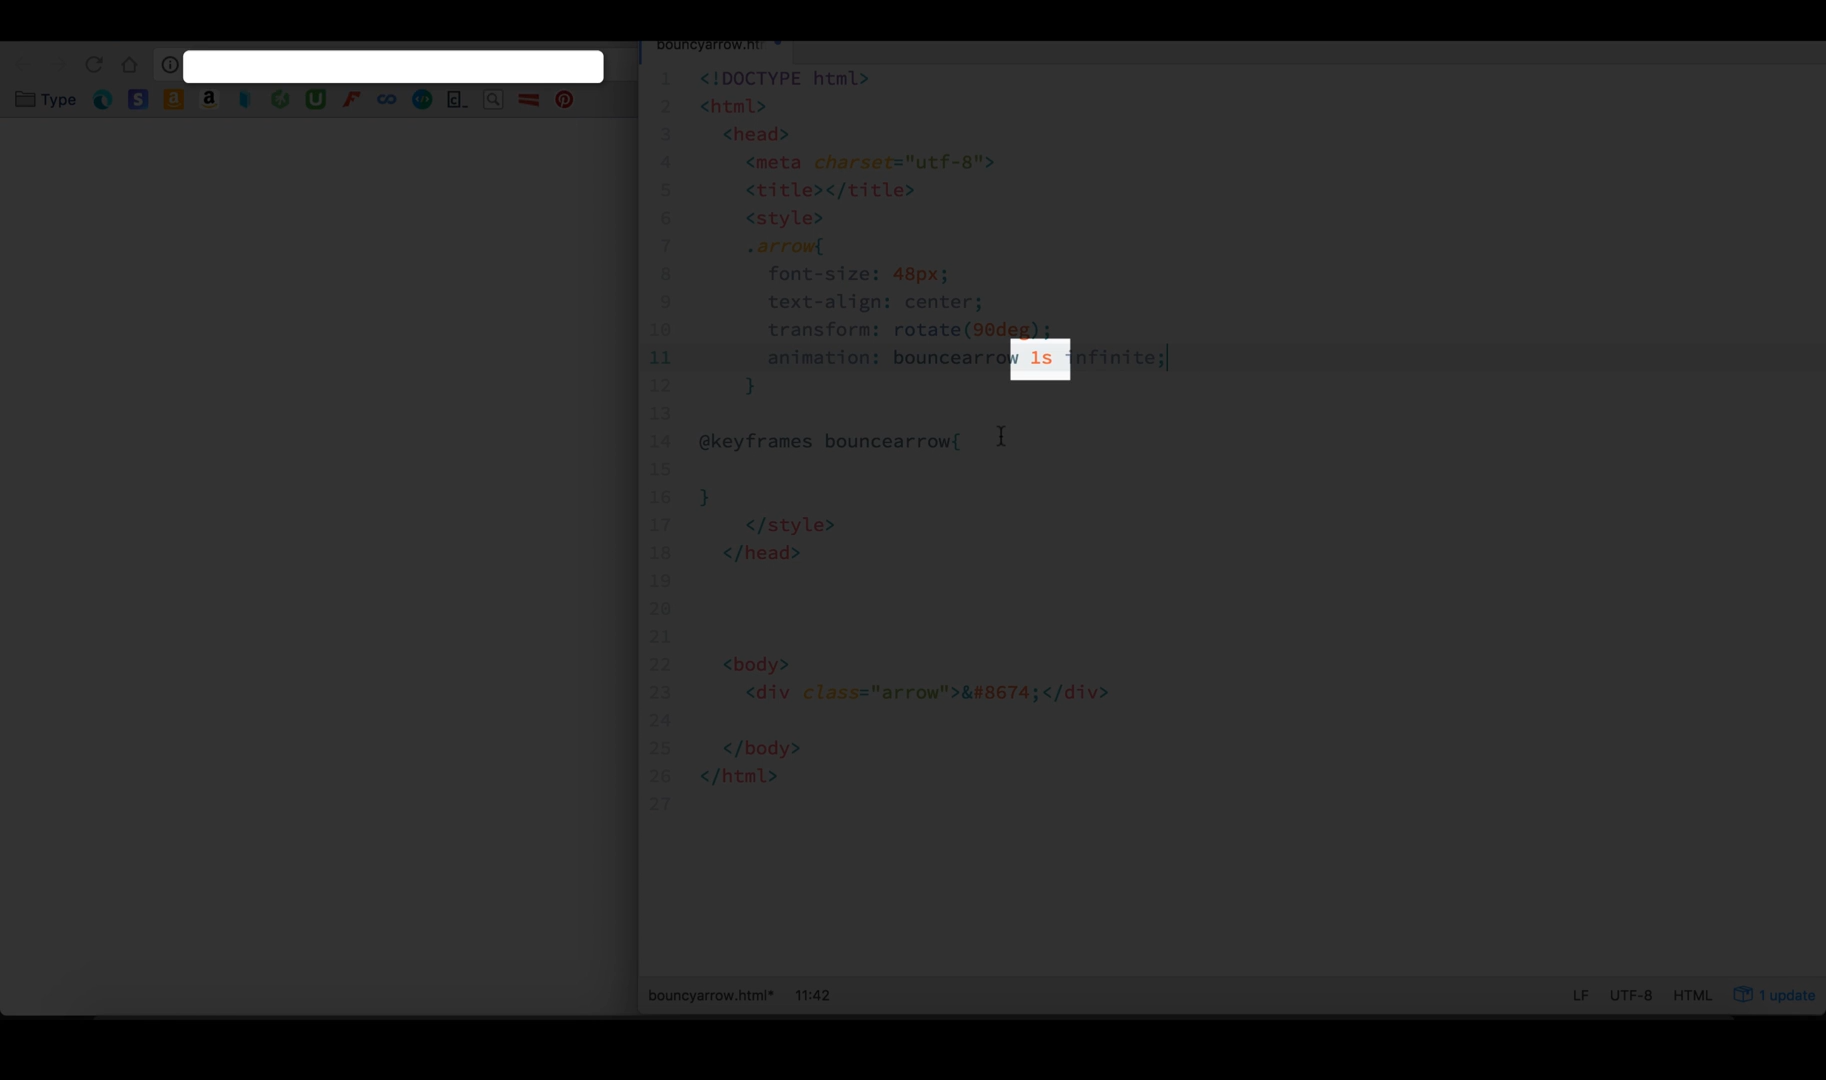 bouncyarrow.ht
Type
1 <!DOCTYPE html>
2 <html>
3 <head>
4 <meta charset="utf-8">
5 <title></title>
6 <style>
7 .arrow{
8 font-size: 48px;
9 text-align: center;
10 transform: rotate(90deg);
11 animation: bouncearrow 1s infinite;
12 }
13
14 @keyframes bouncearrow{
15
16 }
17 </style>
18 </head>
19
20
21
22 <body>
23 <div class="arrow">&#8674;</div>
24
25 </body>
26 </html>
27
bouncyarrow.html* 11:42 LF UTF-8 HTML 1 update